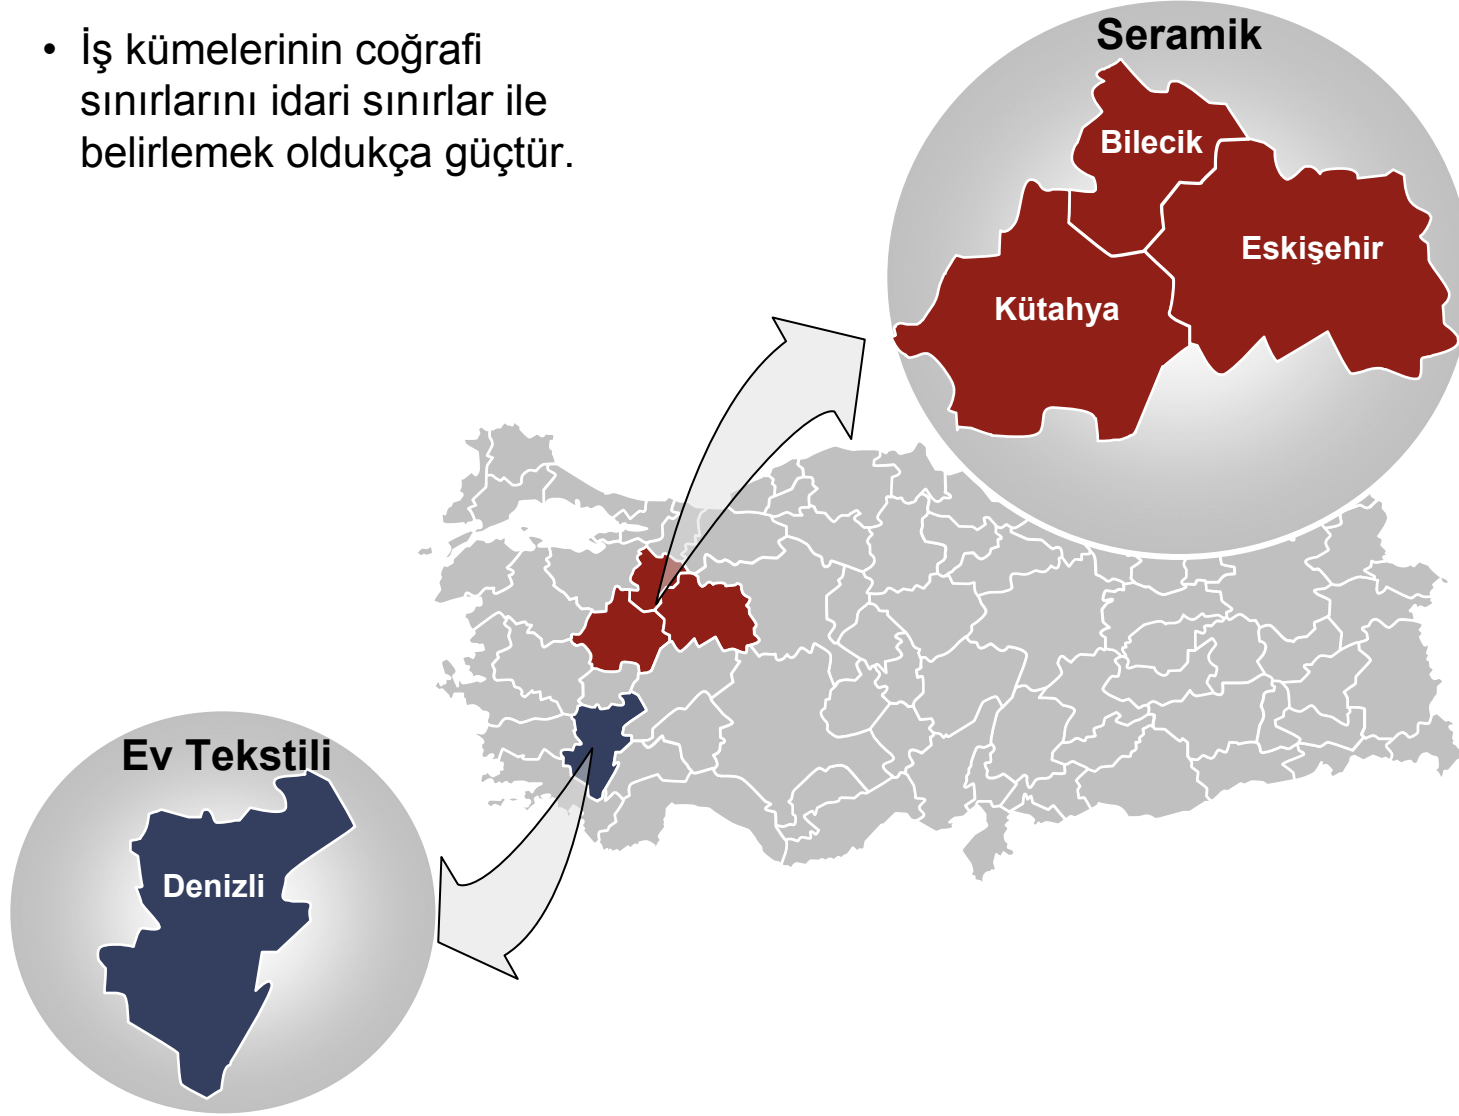 • İş kümelerinin coğrafi
sınırlarını idari sınırlar ile
belirlemek oldukça güçtür.
Seramik
Bilecik
Eskişehir
Kütahya
Ev Tekstili
Denizli